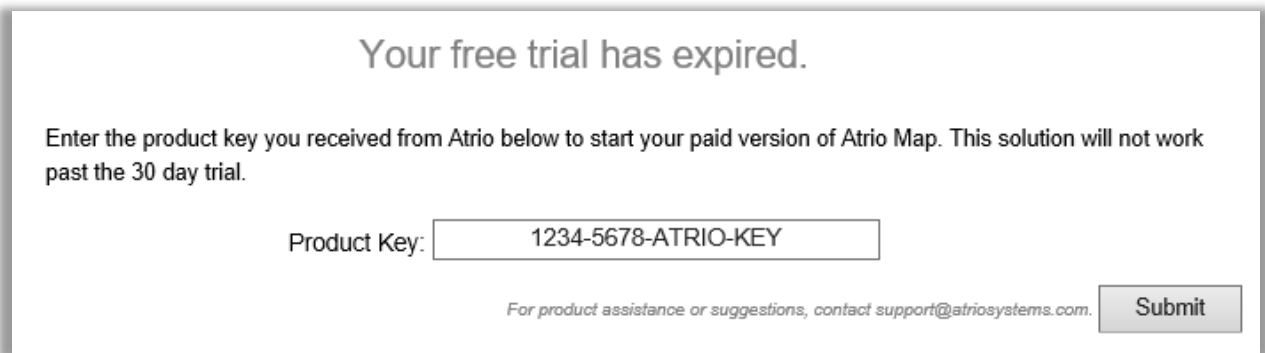 Your free trial has expired.
Enter the product key you received from Atrio below to start your paid version of Atrio Map. This solution will not work
past the 30 day trial.
Product Key: 1234-5678-ATRIO-KEY
For product assistance or suggestions, contact support@atriosystems.com. Submit